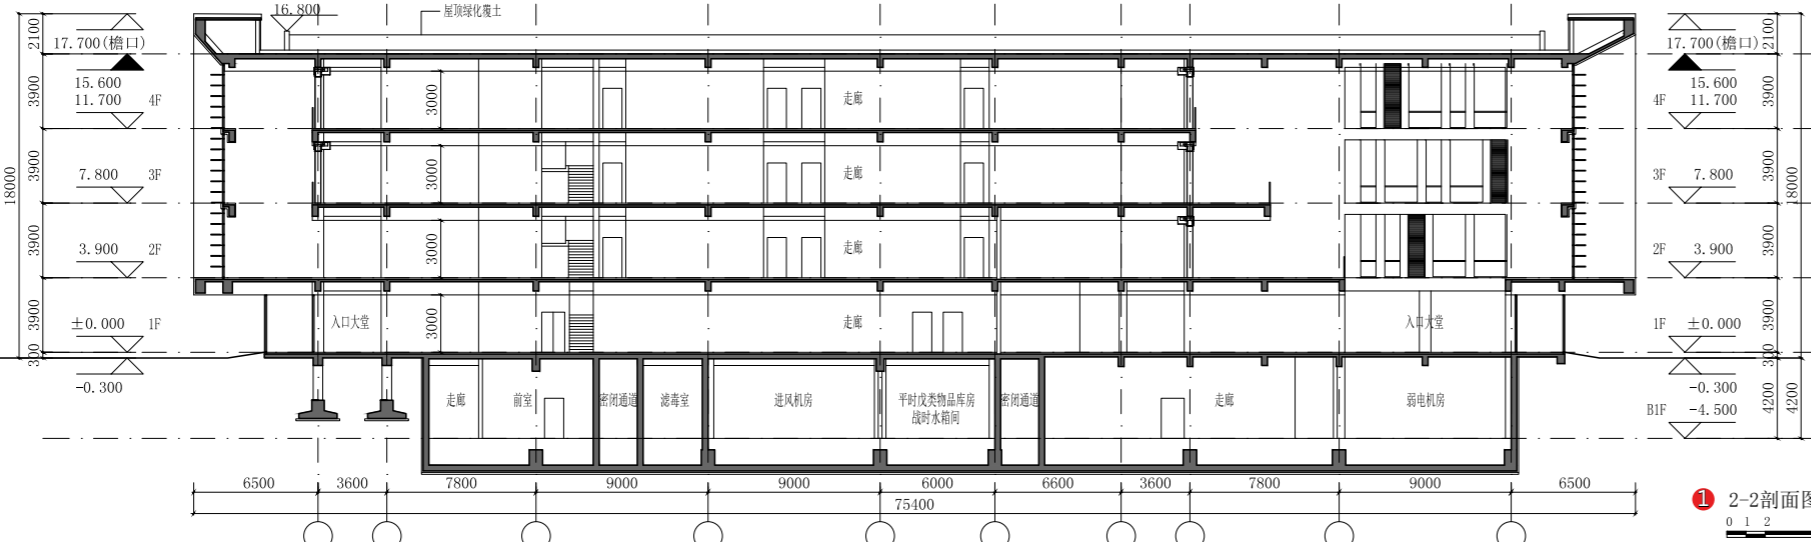 16.800
屋顶绿化覆土
2100
17.700(檐口)
17.700(檐口)
2100
15.600
15.600
3900
11.700 4F
3000
走廊
4F 11.700
3900
18000
3900
7.800 3F
3000
走廊
3F 7.800
3900
18000
3900
3.900 2F
3000
走廊
2F 3.900
3900
3900
±0.000 1F
入口大堂
3000
走廊
入口大堂
1F ±0.000
3900
300
-0.300
300
-0.300
走廊
前室
密闭通道
滤毒室
进风机房
平时戊类物品库房
战时水箱间
密闭通道
走廊
弱电机房
B1F -4.500
4200
4200
6500 3600 7800 9000 9000 6000 6600 3600 7800 9000 6500
75400
1 2-2剖面图
0 1 2